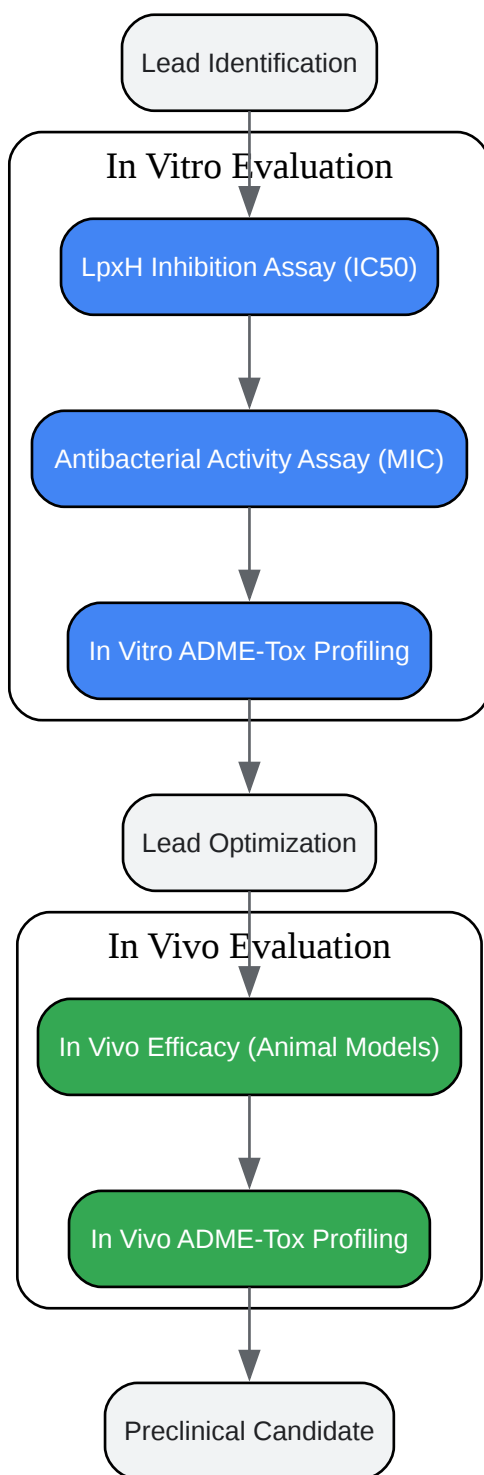 Lead Identification
In Vitro Evaluation
LpxH Inhibition Assay (IC50)
Antibacterial Activity Assay (MIC)
In Vitro ADME-Tox Profiling
Lead Optimization
In Vivo Evaluation
In Vivo Efficacy (Animal Models)
In Vivo ADME-Tox Profiling
Preclinical Candidate